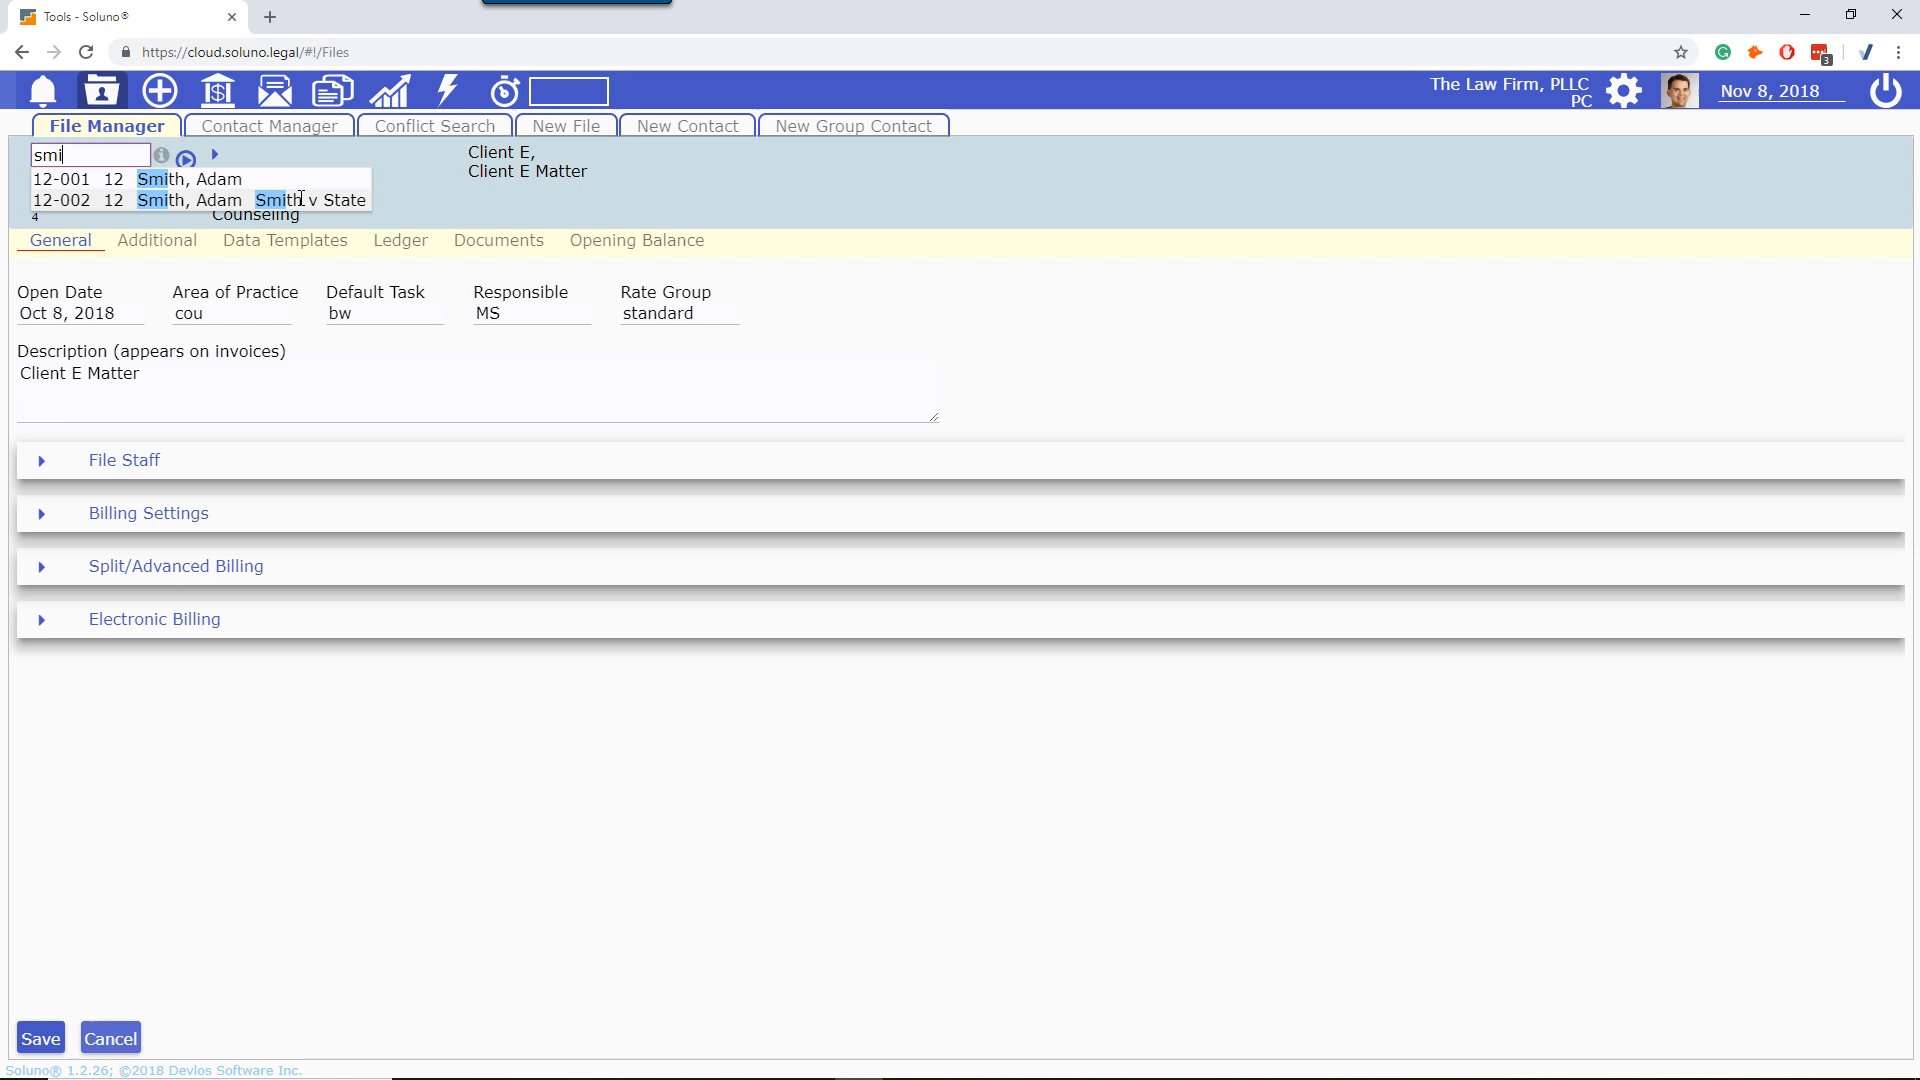 Tools - Soluno®
https://cloud.soluno.legal/#!/Files
3
The Law Firm, PLLC
PC
Nov 8, 2018
File Manager
Contact Manager
Conflict Search
New File
New Contact
New Group Contact
smi
Client E,
Client E Matter
12-001 12 Smith, Adam
12-002 12 Smith, Adam Smith v State
4
Counseling
General Additional Data Templates Ledger Documents Opening Balance
Open Date Area of Practice Default Task Responsible Rate Group
Oct 8, 2018 cou bw MS standard
Description (appears on invoices)
Client E Matter
File Staff
Billing Settings
Split/Advanced Billing
Electronic Billing
Save Cancel
Soluno® 1.2.26; ©2018 Devlos Software Inc.